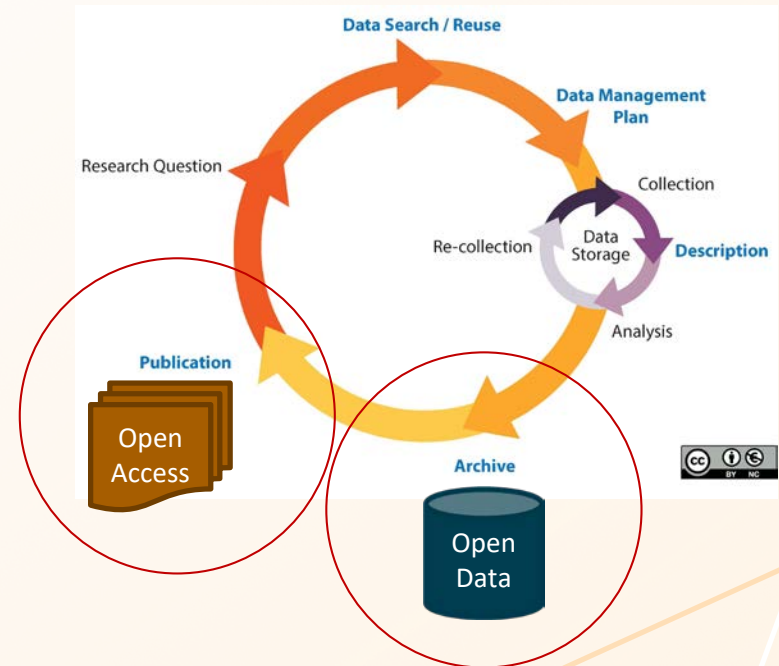 Data Search / Reuse
Data Management
Plan
Research Question
Collection
Re-collection
Data
Storage
Description
Analysis
Publication
Open
Access
Archive
Open
Data
cc
BY NC